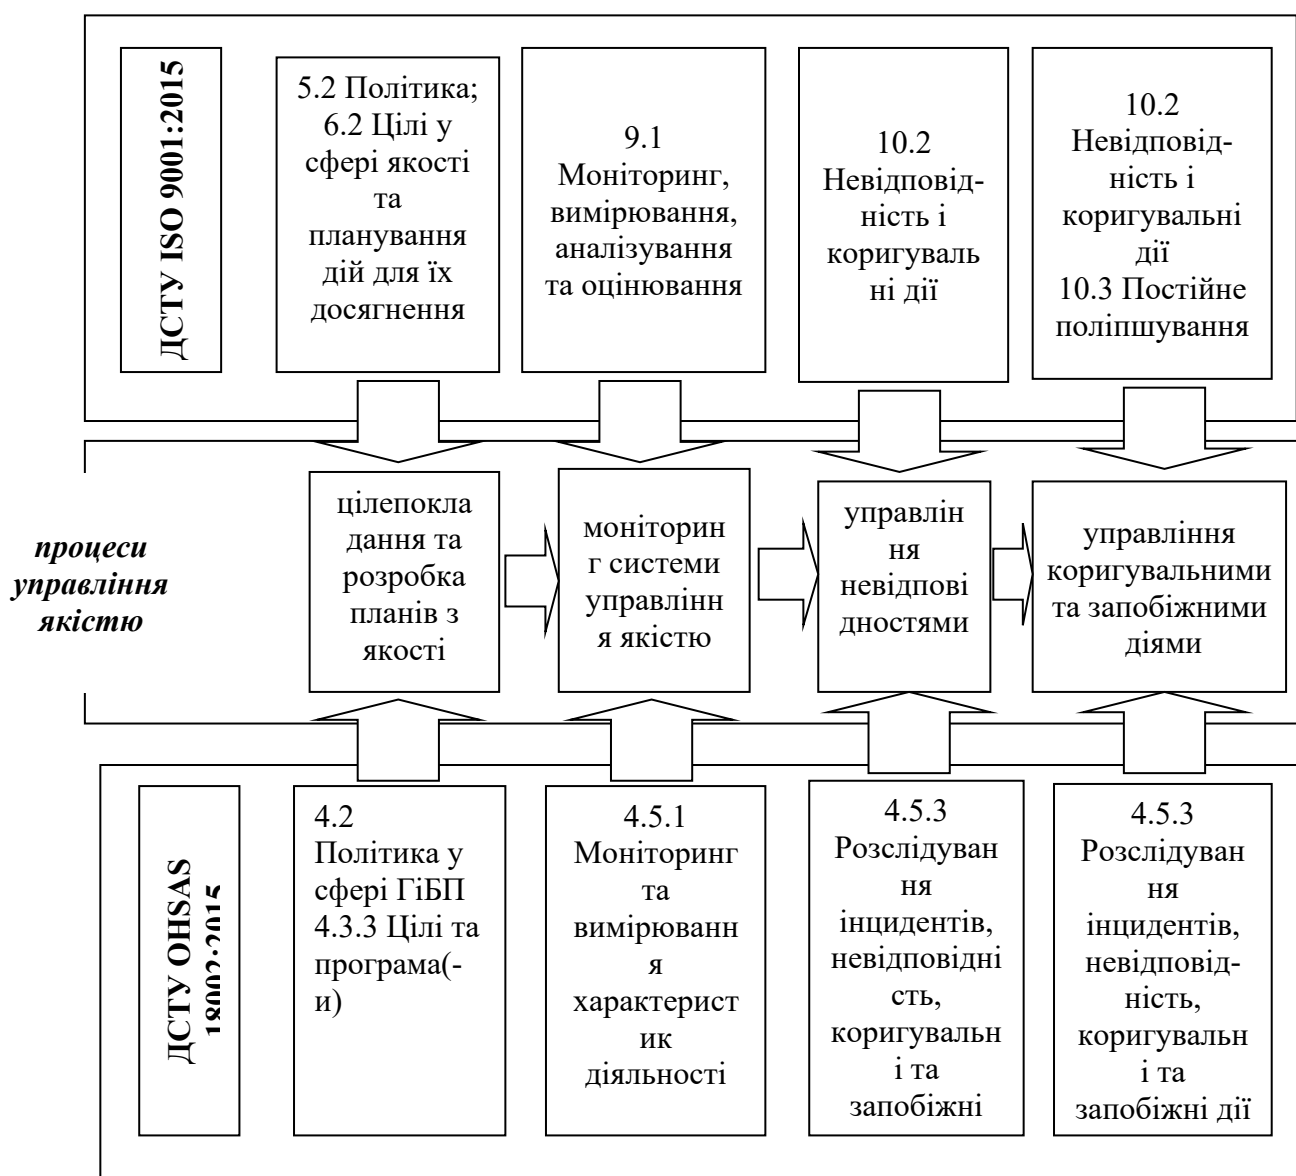 ДСТУ ISO 9001:2015
5.2 Політика;
6.2 Цілі у
сфері якості
та
планування
дій для їх
досягнення
9.1
Моніторинг,
вимірювання,
аналізування
та оцінювання
10.2
Невідповід-
ність і
коригуваль
ні дії
10.2
Невідповід-
ність і
коригувальні
дії
10.3 Постійне
поліпшування
процеси
управління
якістю
цілепокла
дання та
розробка
планів з
якості
моніторин
г системи
управлінн
я якістю
управлін
ня
невідпові
дностями
управління
коригувальними
та запобіжними
діями
ДСТУ OHSAS
18002:2015
4.2
Політика у
сфері ГіБП
4.3.3 Цілі та
програма(-
и)
4.5.1
Моніторинг
та
вимірюванн
я
характерист
ик
діяльності
4.5.3
Розслідуван
ня
інцидентів,
невідповідні
сть,
коригувальн
і та
запобіжні
4.5.3
Розслідуван
ня
інцидентів,
невідповід-
ність,
коригувальн
і та
запобіжні дії